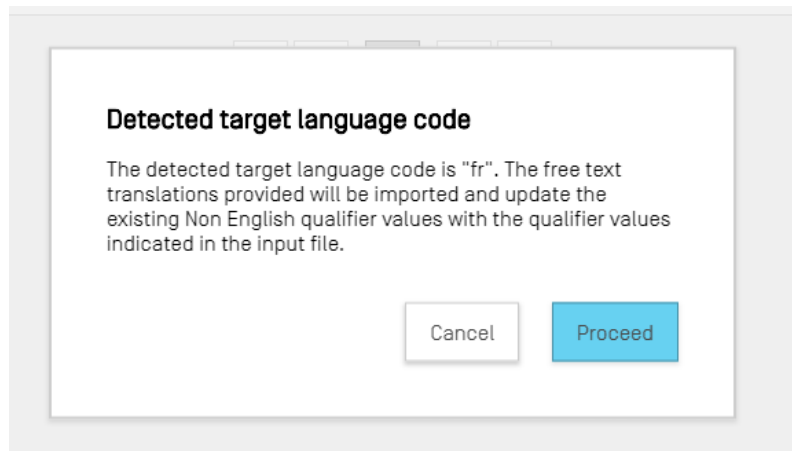 Detected target language code
The detected target language code is "fr". The free text
translations provided will be imported and update the
existing Non English qualifier values with the qualifier values
indicated in the input file.
Cancel
Proceed